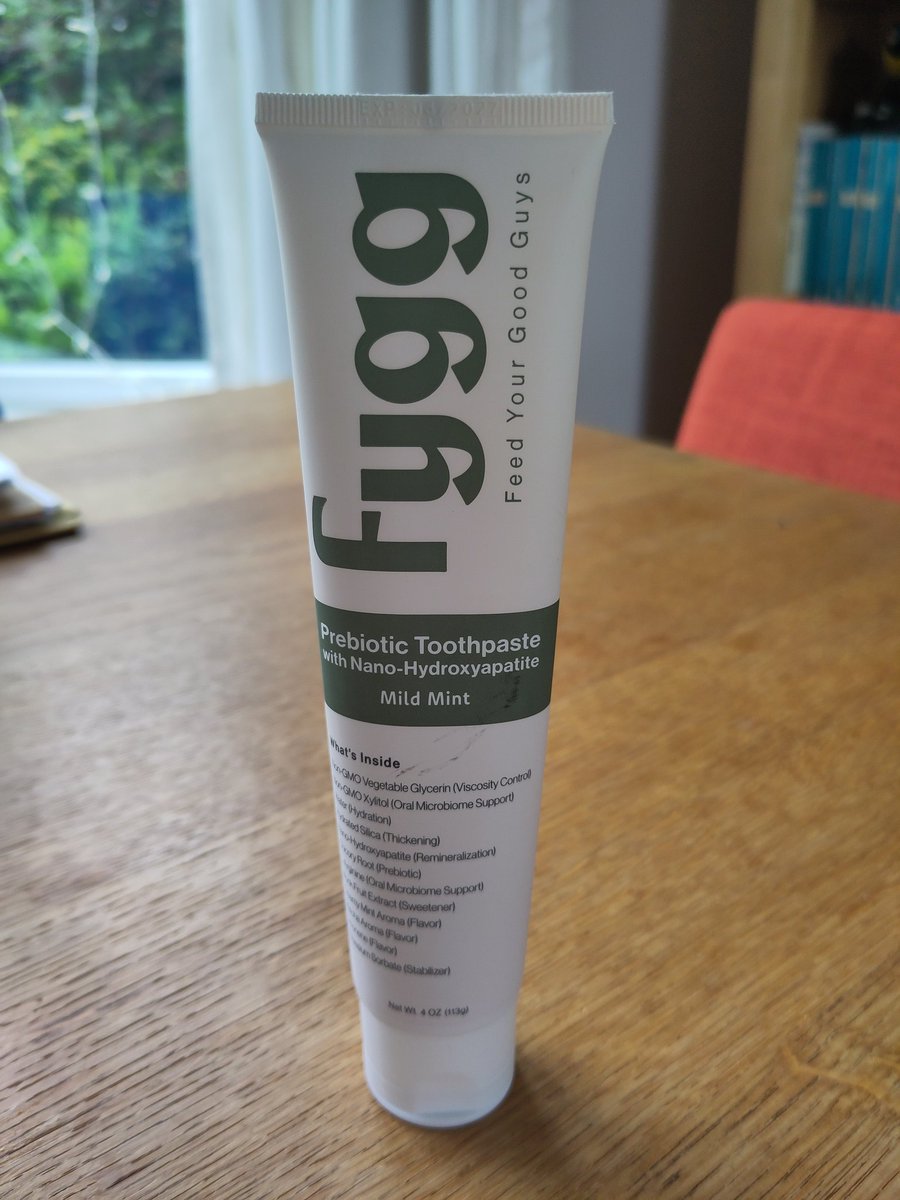 EXP 2027
fygg
Feed Your Good Guys
Prebiotic Toothpaste
with Nano-Hydroxyapatite
Mild Mint
What's Inside
Vegetable Glycerin (Viscosity Control)
Xylitol (Oral Microbiome Support)
(Hydration)
Silica (Thickening)
Hydroxyapatite (Remineralization)
Root (Prebiotic)
(Oral Microbiome Support)
Fruit Extract (Sweetener)
Mint Aroma (Flavor)
Aroma (Flavor)
(Flavor)
Sorbate (Stabilizer)
Net Wt. 4 OZ (113g)